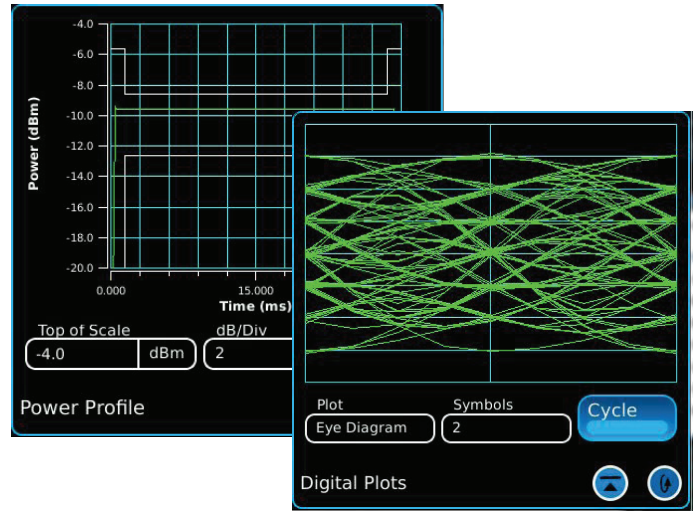 -4.0
-6.0
-8.0
-10.0
-12.0
-14.0
-16.0
-18.0
-20.0
Power (dBm)
0.000
15.000
Time (ms)
Top of Scale
dB/Div
-4.0
dBm
2
Power Profile
Plot
Symbols
Eye Diagram
2
Cycle
Digital Plots